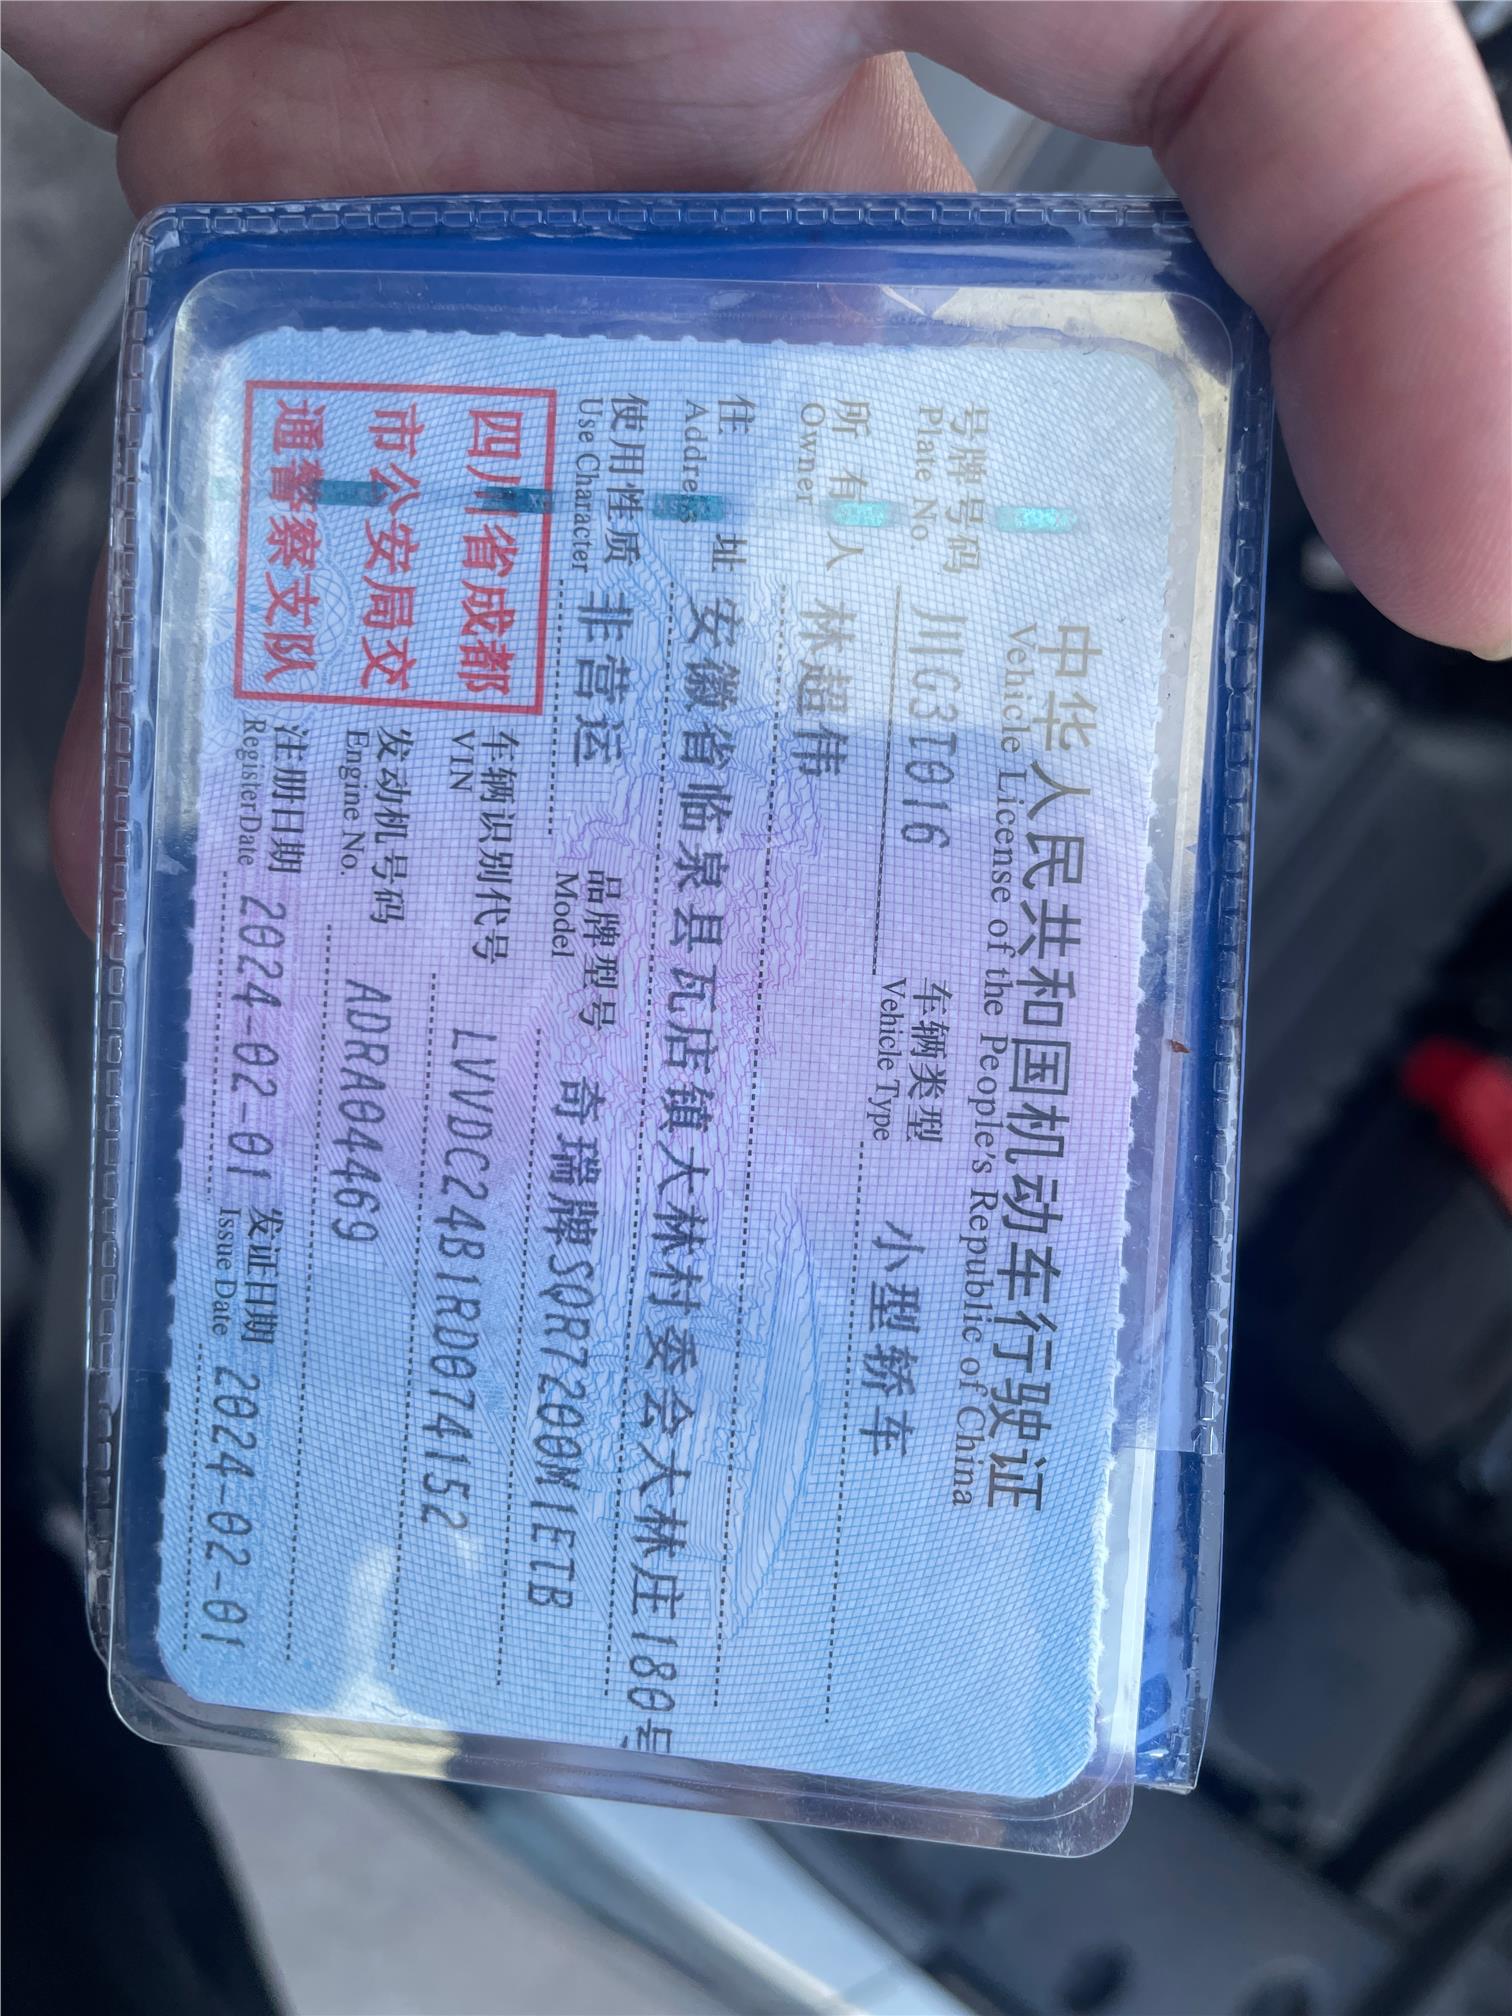 中华人民共和国机动车行驶证
Vehicle License of the People's Republic of China
号牌号码 川G3T016 车辆类型 小型轿车
Plate No. Vehicle Type
所有人 林超伟
Owner
住址 安徽省临泉县瓦店镇大林村委会大林庄180号
Address
使用性质 非营运 品牌型号 奇瑞牌SQR7200M1ETB
Use Character Model
四川省成都
市公安局交
通警察支队
车辆识别代号 LVVDC24B1RD074152
VIN
发动机号码 ADRA04469
Engine No.
注册日期 2024-02-01 发证日期 2024-02-01
RegisterDate Issue Date